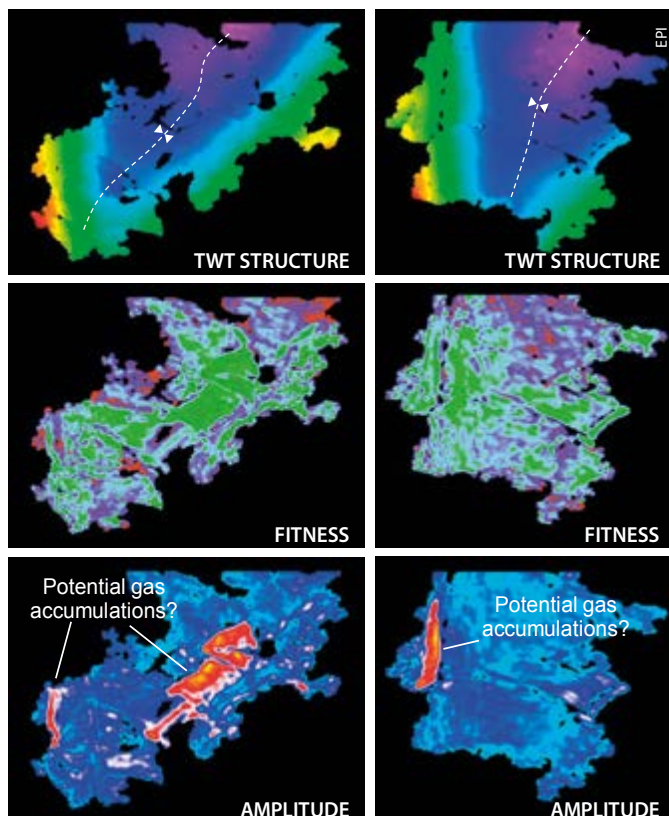 EPI
TWT STRUCTURE
TWT STRUCTURE
FITNESS
FITNESS
Potential gas
accumulations?
Potential gas
accumulations?
AMPLITUDE
AMPLITUDE